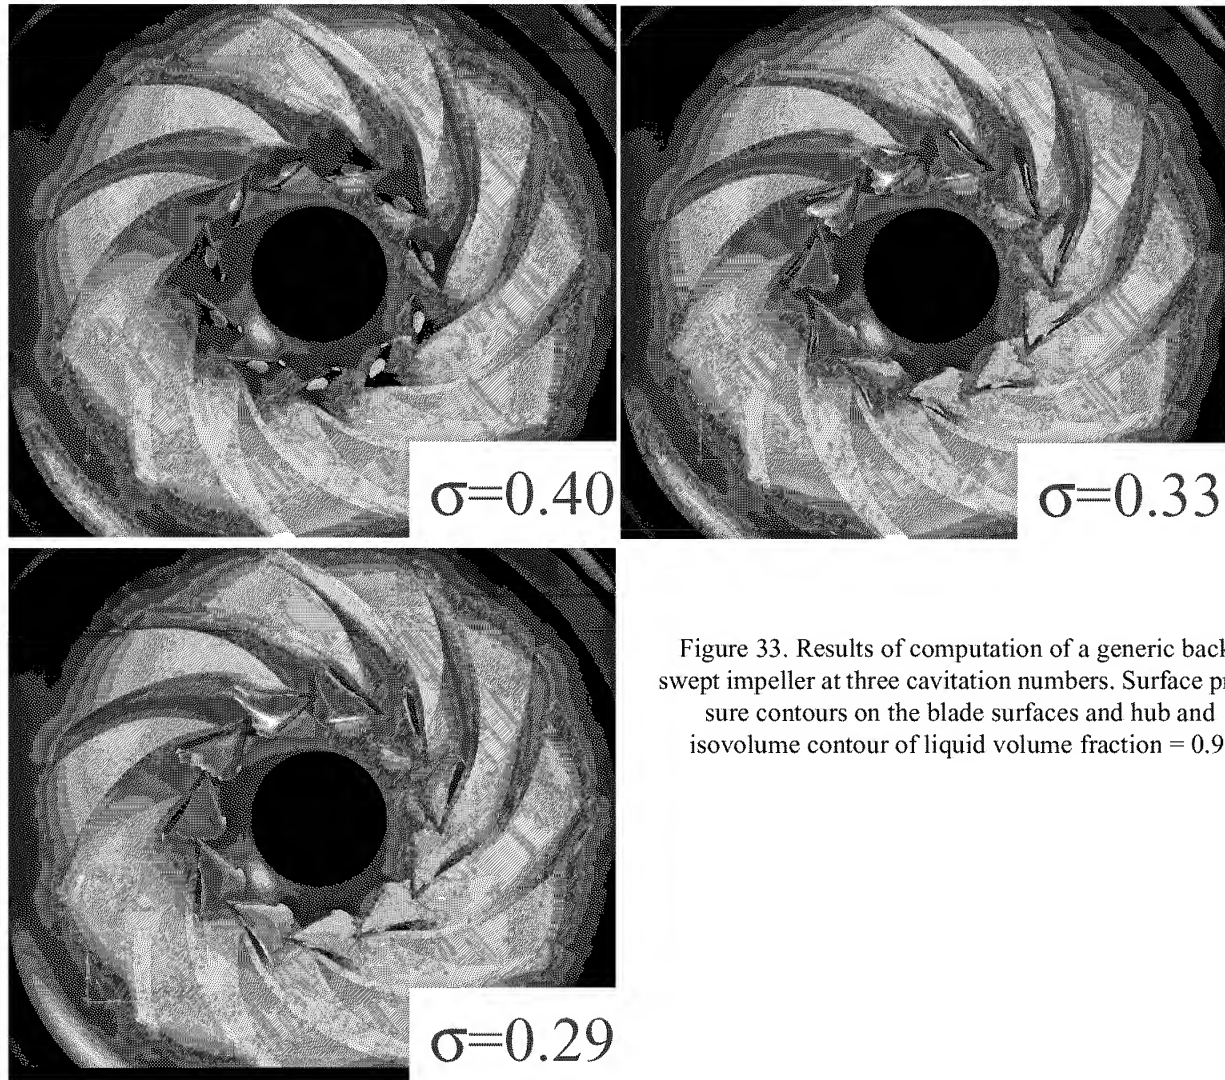 σ=0.40
σ=0.33
σ=0.29
Figure 33. Results of computation of a generic back
swept impeller at three cavitation numbers. Surface pr
sure contours on the blade surfaces and hub and
isovolume contour of liquid volume fraction = 0.9